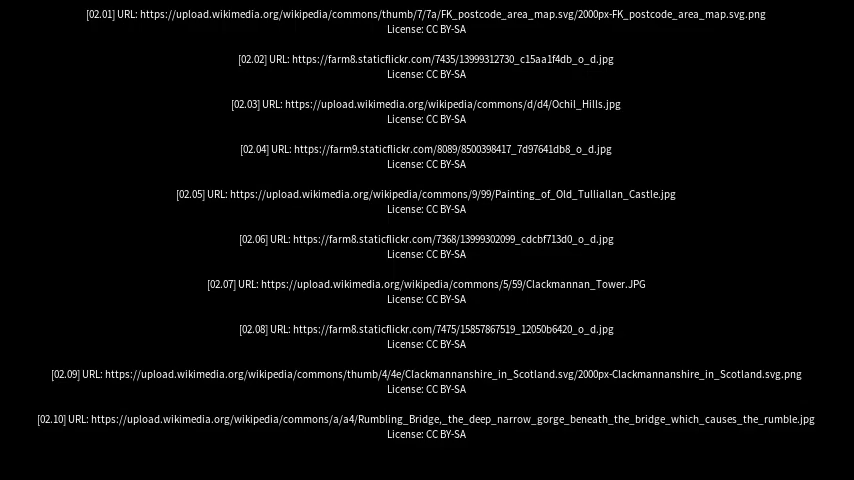 [02.01] URL: https://upload.wikimedia.org/wikipedia/commons/thumb/7/7a/FK_postcode_area_map.svg/2000px-FK_postcode_area_map.svg.png
License: CC BY-SA
[02.02] URL: https://farm8.staticflickr.com/7435/13999312730_c15aa1f4db_o_d.jpg
License: CC BY-SA
[02.03] URL: https://upload.wikimedia.org/wikipedia/commons/d/d4/Ochil_Hills.jpg
License: CC BY-SA
[02.04] URL: https://farm9.staticflickr.com/8089/8500398417_7d97641db8_o_d.jpg
License: CC BY-SA
[02.05] URL: https://upload.wikimedia.org/wikipedia/commons/9/99/Painting_of_Old_Tulliallan_Castle.jpg
License: CC BY-SA
[02.06] URL: https://farm8.staticflickr.com/7368/13999302099_cdcbf713d0_o_d.jpg
License: CC BY-SA
[02.07] URL: https://upload.wikimedia.org/wikipedia/commons/5/59/Clackmannan_Tower.JPG
License: CC BY-SA
[02.08] URL: https://farm8.staticflickr.com/7475/15857867519_12050b6420_o_d.jpg
License: CC BY-SA
[02.09] URL: https://upload.wikimedia.org/wikipedia/commons/thumb/4/4e/Clackmannanshire_in_Scotland.svg/2000px-Clackmannanshire_in_Scotland.svg.png
License: CC BY-SA
[02.10] URL: https://upload.wikimedia.org/wikipedia/commons/a/a4/Rumbling_Bridge,_the_deep_narrow_gorge_beneath_the_bridge_which_causes_the_rumble.jpg
License: CC BY-SA